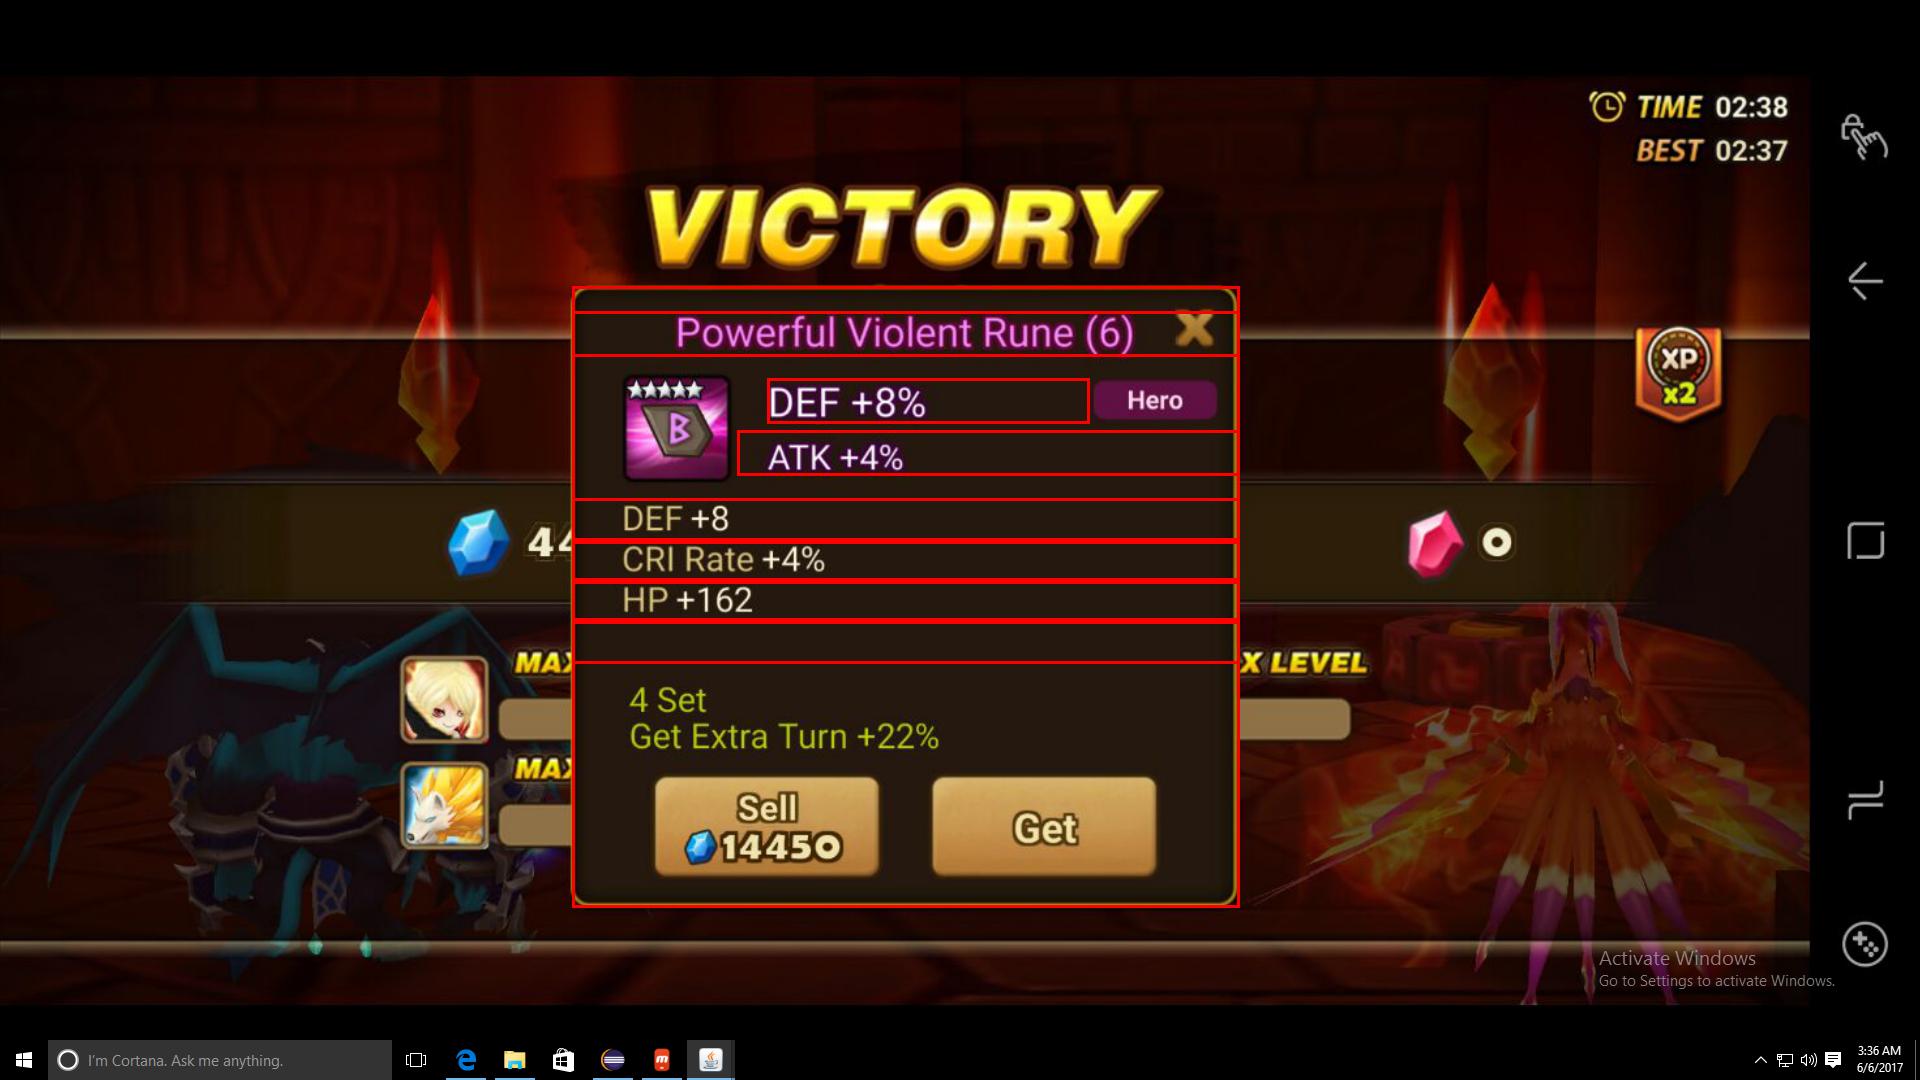 TIME 02:38
BEST 02:37
VICTORY
Powerful Violent Rune (6)
XP
x2
DEF +8%
Hero
B
ATK +4%
DEF +8
44
0
CRI Rate +4%
HP +162
MAX
X LEVEL
4 Set
Get Extra Turn +22%
MAX
Sell
14450
Get
Activate Windows
Go to Settings to activate Windows.
I'm Cortana. Ask me anything.
3:36 AM
6/6/2017